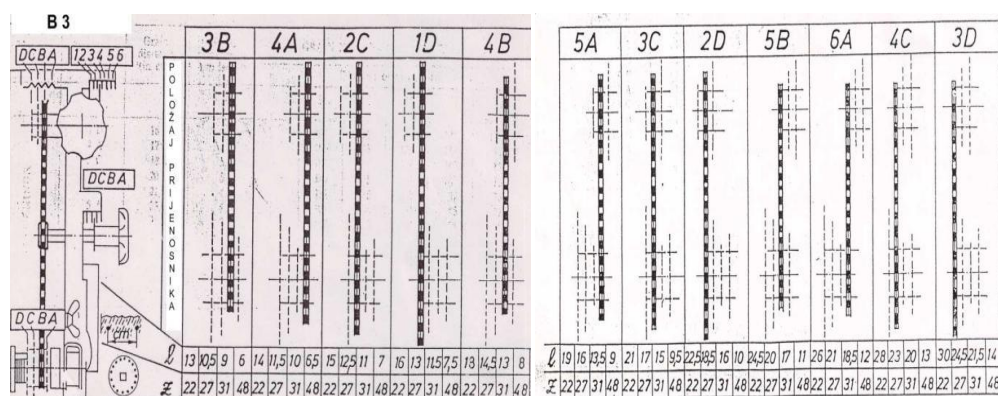 B 3
3B 4A 2C 1D 4B 5A 3C 2D 5B 6A 4C 3D
DCBA 123456
POLOŽAJ PRIJENOSNIKA
DCBA
DCBA
cm
l 13 10,5 9 6 14 11,5 10 6,5 15 12,5 11 7 16 13 11,5 7,5 18 14,5 13 8 l 19 16 13,5 9 21 17 15 9,5 22,5 18,5 16 10 24,5 20 17 11 26 21 18,5 12 28 23 20 13 30 24,5 21,5 14
Z 22 27 31 48 22 27 31 48 22 27 31 48 22 27 31 48 22 27 31 48 Z 22 27 31 48 22 27 31 48 22 27 31 48 22 27 31 48 22 27 31 48 22 27 31 48 22 27 31 48